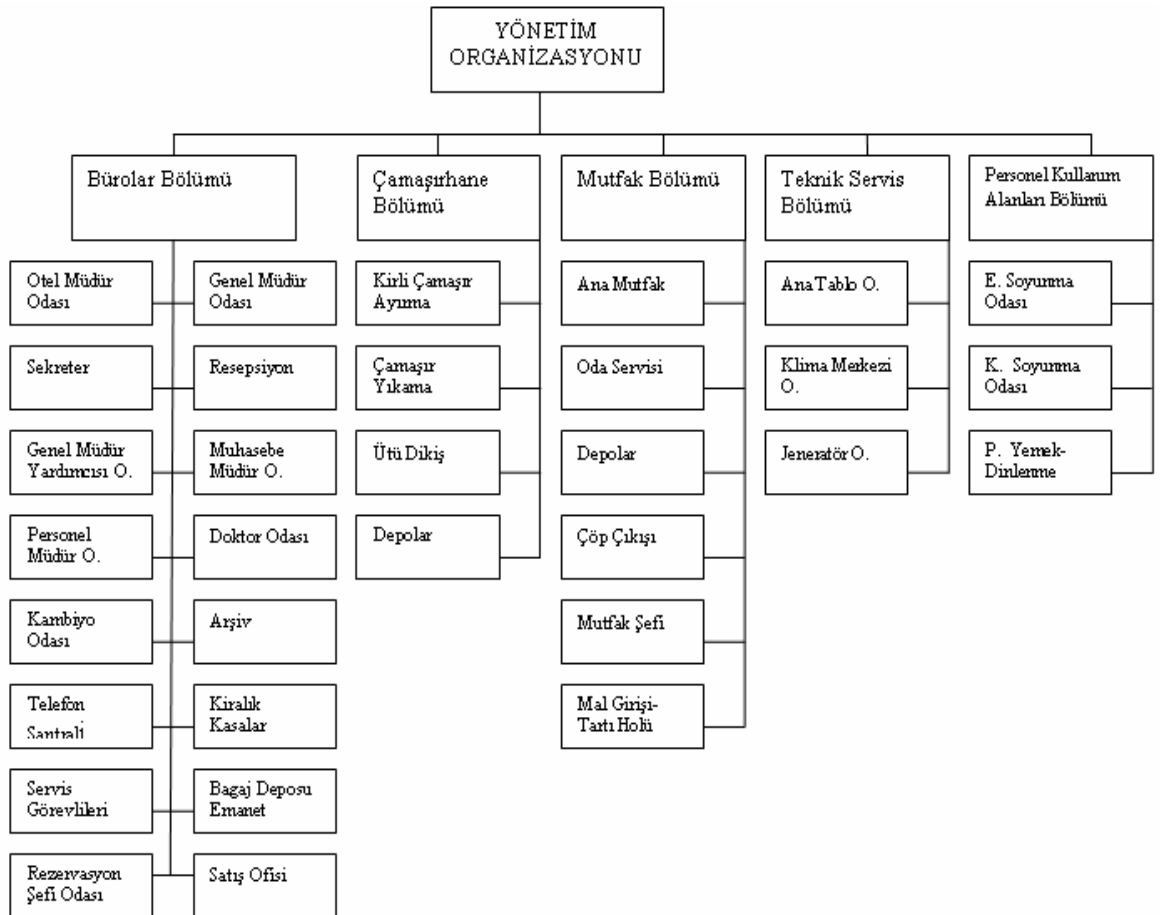 YÖNETİM
ORGANİZASYONU
Bürolar Bölümü
Çamaşırhane
Bölümü
Mutfak Bölümü
Teknik Servis
Bölümü
Personel Kullanım
Alanları Bölümü
Otel Müdür
Odası
Genel Müdür
Odası
Sekreter
Resepsiyon
Genel Müdür
Yardımcısı O.
Muhasebe
Müdür O.
Personel
Müdür O.
Doktor Odası
Kambiyo
Odası
Arşiv
Telefon
Santrali
Kiralık
Kasalar
Servis
Görevlileri
Bagaj Deposu
Emanet
Rezervasyon
Şefi Odası
Satış Ofisi
Kirli Çamaşır
Ayırma
Çamaşır
Yıkama
Ütü Dikiş
Depolar
Ana Mutfak
Oda Servisi
Depolar
Çöp Çıkışı
Mutfak Şefi
Mal Girişi-
Tartı Holü
Ana Tablo O.
Klima Merkezi
O.
Jeneratör O.
E. Soyunma
Odası
K. Soyunma
Odası
P. Yemek-
Dinlenme